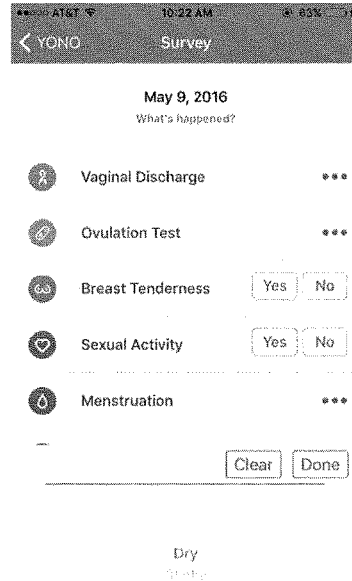 AT&T 10:22 AM 63%
YONO Survey
May 9, 2016
What's happened?
Vaginal Discharge
Ovulation Test
Breast Tenderness Yes No
Sexual Activity Yes No
Menstruation
Clear Done
Dry